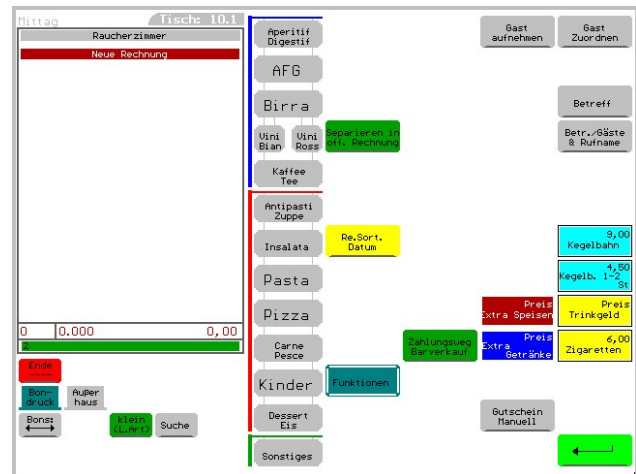 Mittag
Tisch: 10.1
Raucherzimmer
Neue Rechnung
0 0.000 0,00
2
Ende
----
Bon-
druck
Außer
haus
Bons:
klein
(L.Art)
Suche
Aperitif
Digestif
AFG
Birra
Vini
Bian
Vini
Ross
Separieren in
off. Rechnung
Kaffee
Tee
Antipasti
Zuppe
Insalata
Re.Sort.
Datum
Pasta
Pizza
Carne
Pesce
Zahlungsweg
Barverkauf
Kinder
Funktionen
Dessert
Eis
Sonstiges
Gast
aufnehmen
Gast
Zuordnen
Betreff
Betr./Gäste
& Rufname
9,00
Kegelbahn
4,50
Kegelb. 1-2
St
Preis
Extra Speisen
Preis
Trinkgeld
Preis
Extra
Getränke
6,00
Zigaretten
Gutschein
Manuell